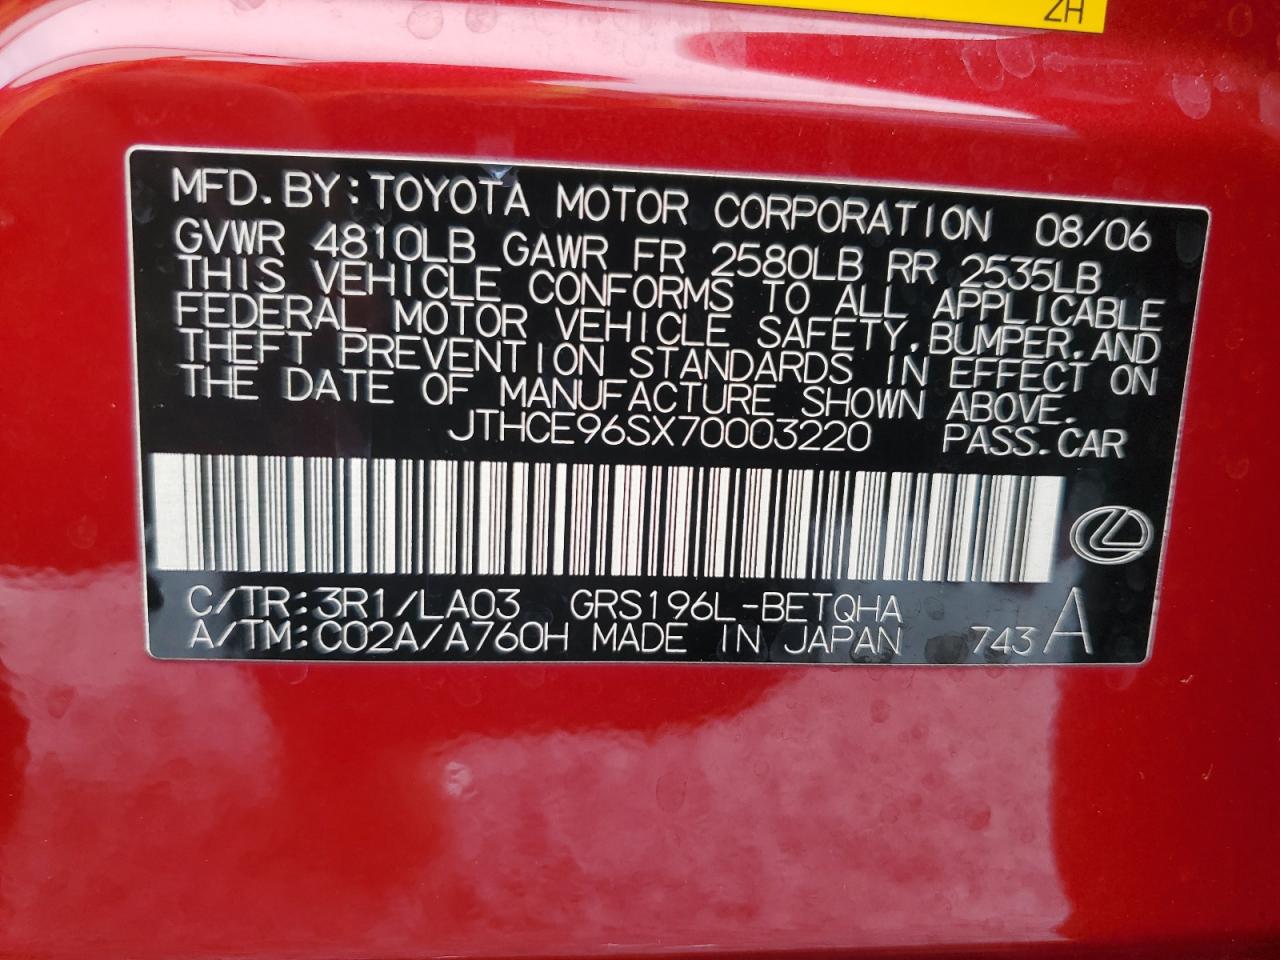 ZH
MFD. BY: TOYOTA MOTOR CORPORATION 08/06
GVWR 4810LB GAWR FR 2580LB RR 2535LB
THIS VEHICLE CONFORMS TO ALL APPLICABLE
FEDERAL MOTOR VEHICLE SAFETY, BUMPER, AND
THEFT PREVENTION STANDARDS IN EFFECT ON
THE DATE OF MANUFACTURE SHOWN ABOVE.
JTHCE96SX70003220 PASS. CAR
C/TR: 3R1/LA03 GRS196L-BETQHA
A/TM: C02A/A760H MADE IN JAPAN 743 A